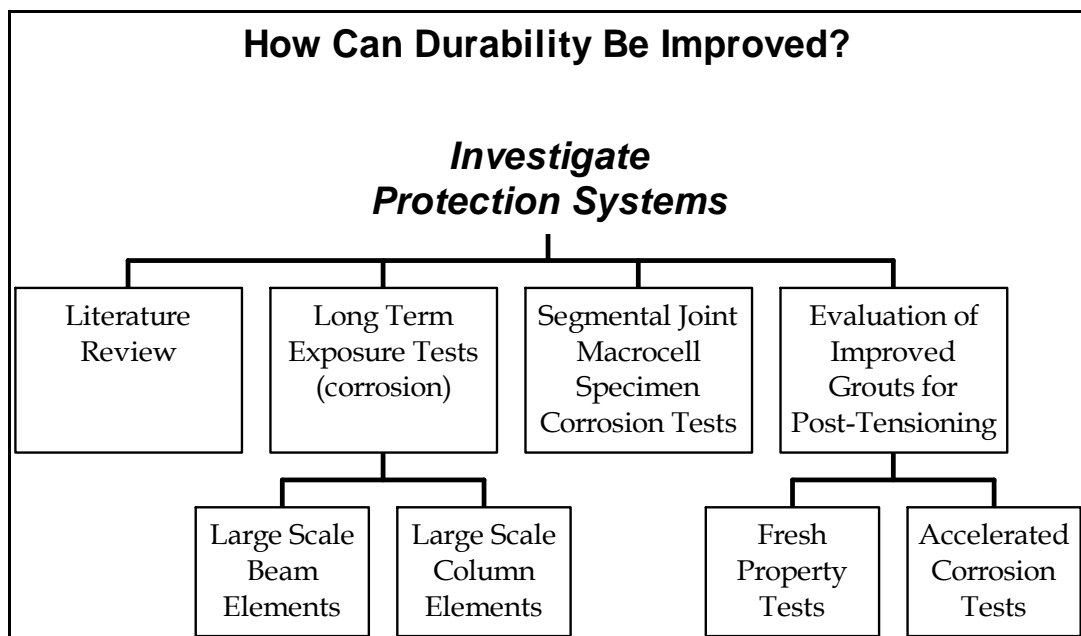 How Can Durability Be Improved?
Investigate
Protection Systems
Literature
Review
Long Term
Exposure Tests
(corrosion)
Segmental Joint
Macrocell
Specimen
Corrosion Tests
Evaluation of
Improved
Grouts for
Post-Tensioning
Large Scale
Beam
Elements
Large Scale
Column
Elements
Fresh
Property
Tests
Accelerated
Corrosion
Tests